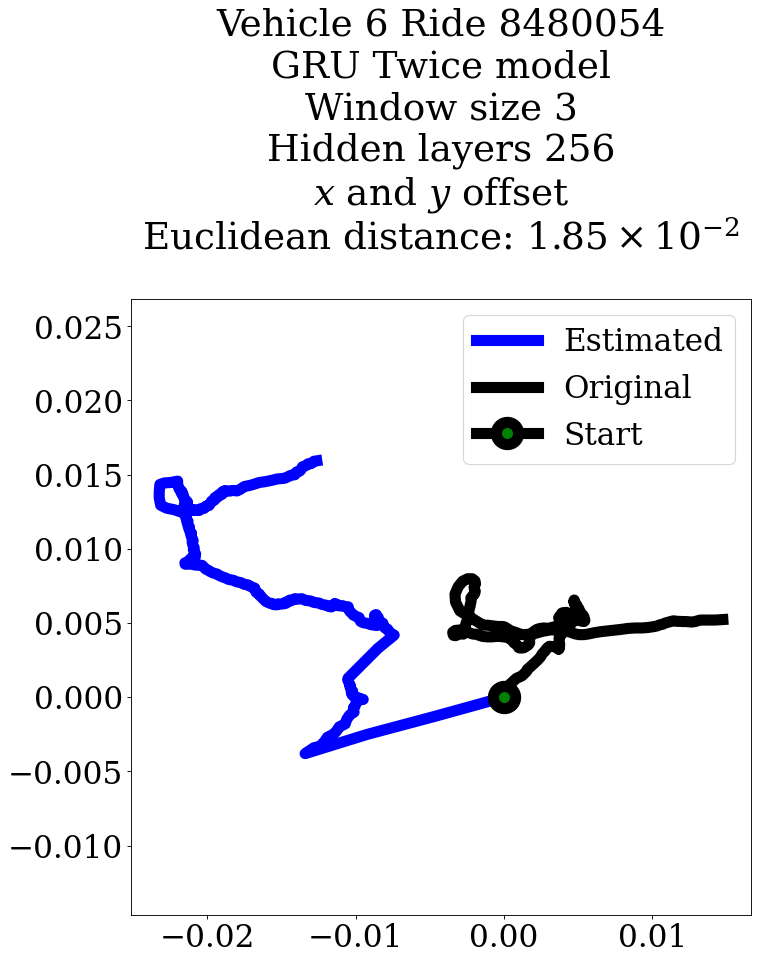 Vehicle 6 Ride 8480054
GRU Twice model
Window size 3
Hidden layers 256
x and y offset
Euclidean distance: 1.85 × 10⁻²
Estimated
Original
Start
0.025
0.020
0.015
0.010
0.005
0.000
−0.005
−0.010
−0.02 −0.01 0.00 0.01